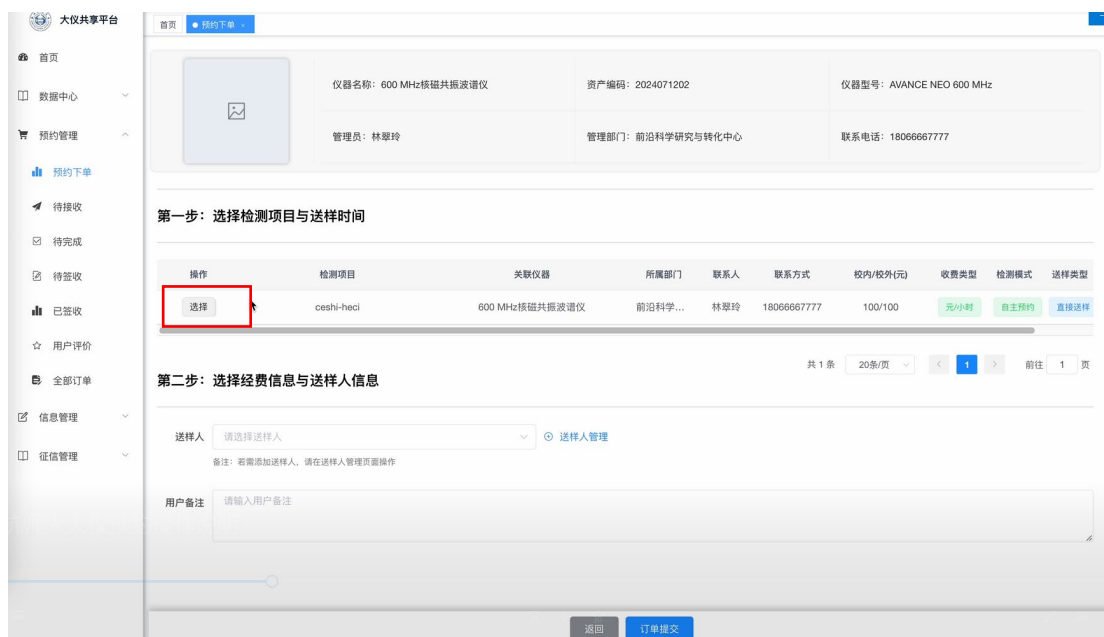 大仪共享平台
首页
预约下单 ×
首页
数据中心
预约管理
预约下单
待接收
待完成
待签收
已签收
用户评价
全部订单
信息管理
征信管理
仪器名称：600 MHz核磁共振波谱仪 资产编码：2024071202 仪器型号：AVANCE NEO 600 MHz
管理员：林翠玲 管理部门：前沿科学研究与转化中心 联系电话：18066667777
第一步：选择检测项目与送样时间
操作 检测项目 关联仪器 所属部门 联系人 联系方式 校内/校外(元) 收费类型 检测模式 送样类型
选择 ceshi-heci 600 MHz核磁共振波谱仪 前沿科学... 林翠玲 18066667777 100/100 元/小时 自主预约 直接送样
共 1 条 20条/页 < 1 > 前往 1 页
第二步：选择经费信息与送样人信息
送样人 请选择送样人 送样人管理
备注：若需添加送样人，请在送样人管理页面操作
用户备注 请输入用户备注
返回 订单提交